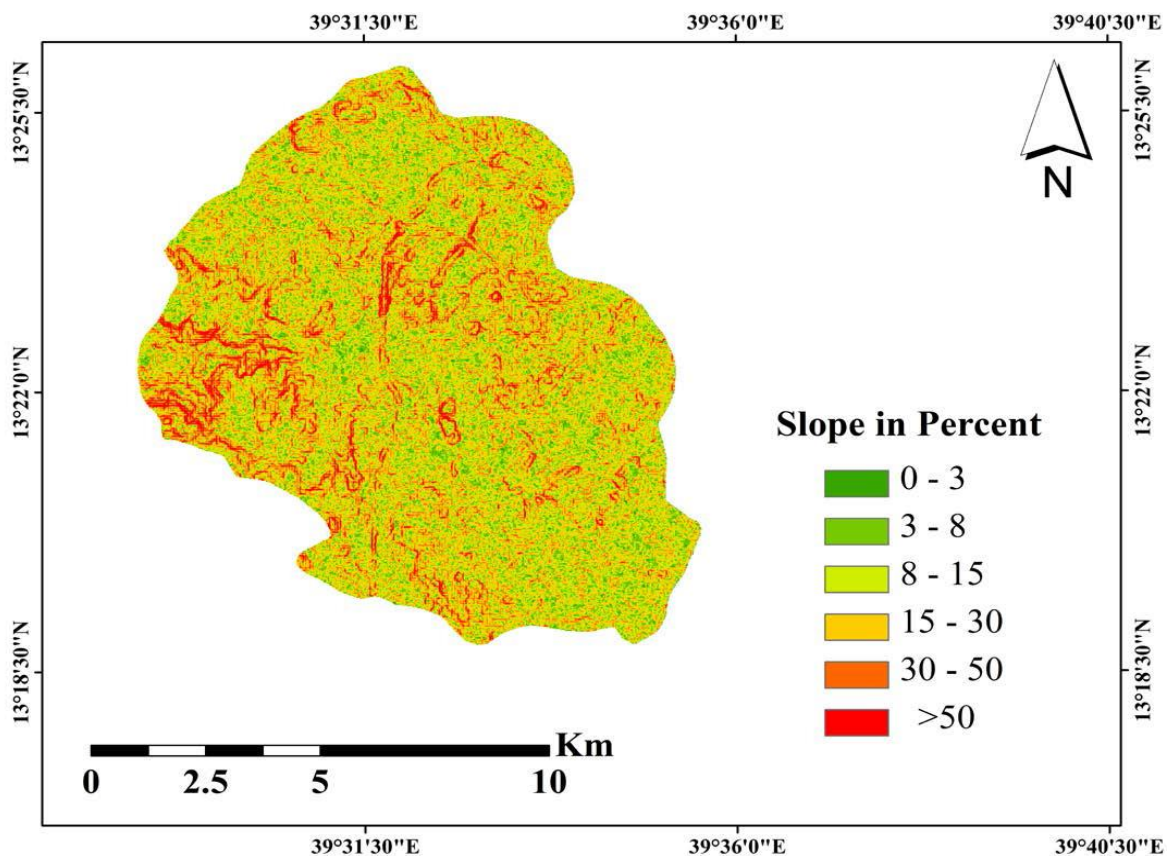 39°31'30"E 39°36'0"E 39°40'30"E
13°25'30"N
13°25'30"N
N
13°22'0"N
13°22'0"N
Slope in Percent
0 - 3
3 - 8
8 - 15
15 - 30
30 - 50
>50
13°18'30"N
13°18'30"N
Km
0 2.5 5 10
39°31'30"E 39°36'0"E 39°40'30"E